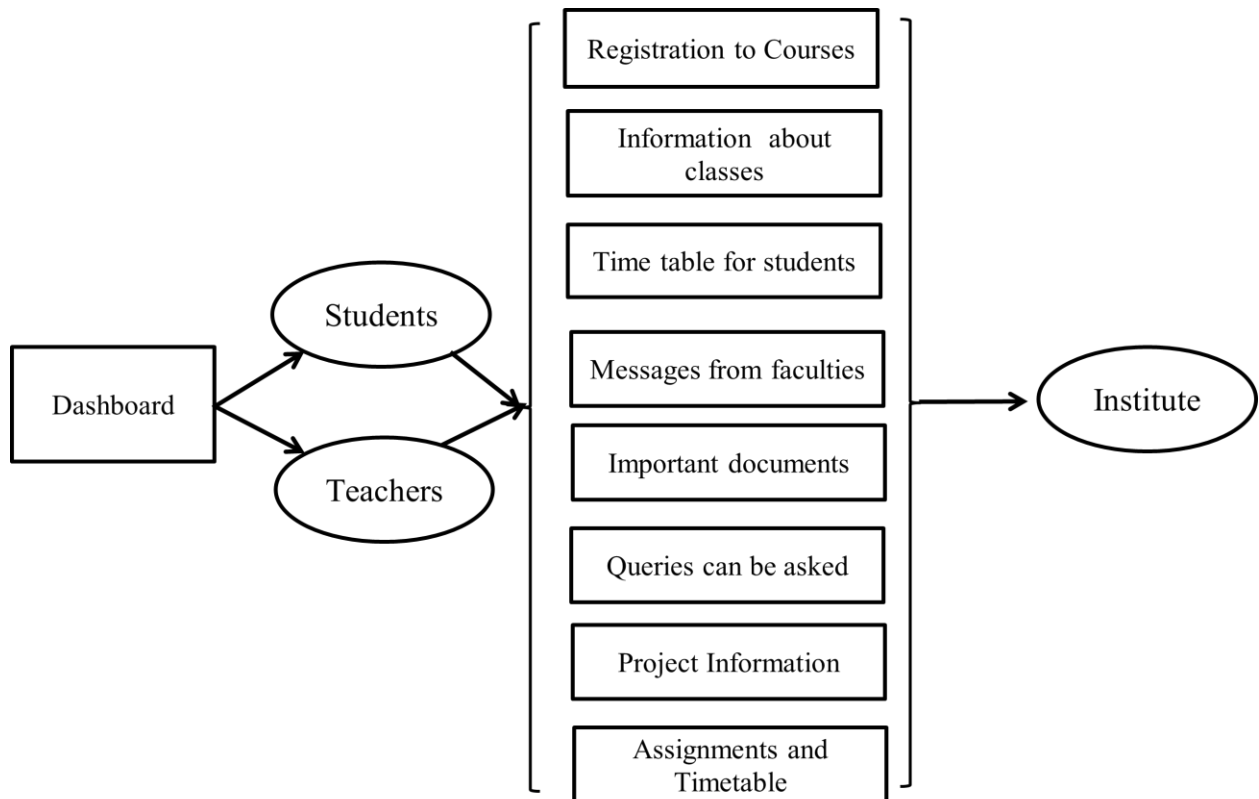 Registration to Courses
Information about
classes
Time table for students
Students
Messages from faculties
Dashboard
Institute
Important documents
Teachers
Queries can be asked
Project Information
Assignments and
Timetable